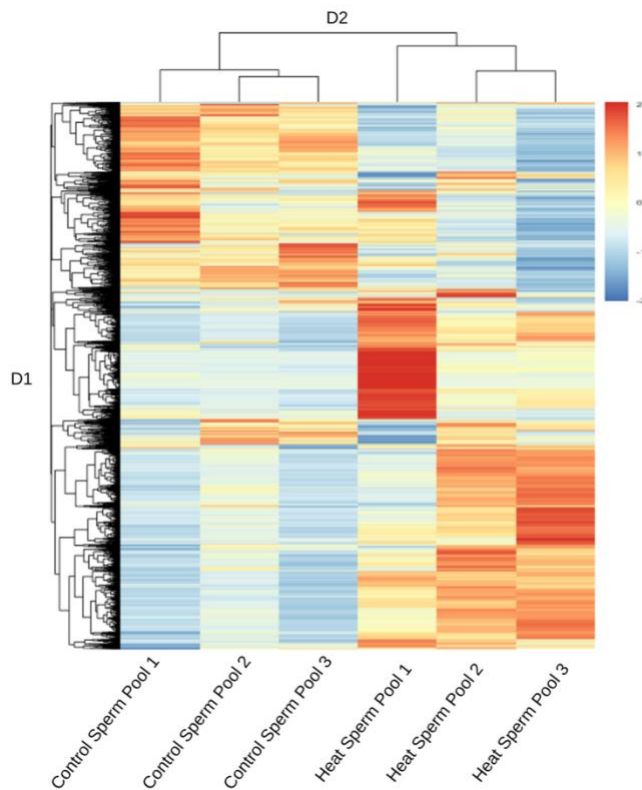 D2
D1
2
1
0
-1
-2
Control Sperm Pool 1
Control Sperm Pool 2
Control Sperm Pool 3
Heat Sperm Pool 1
Heat Sperm Pool 2
Heat Sperm Pool 3